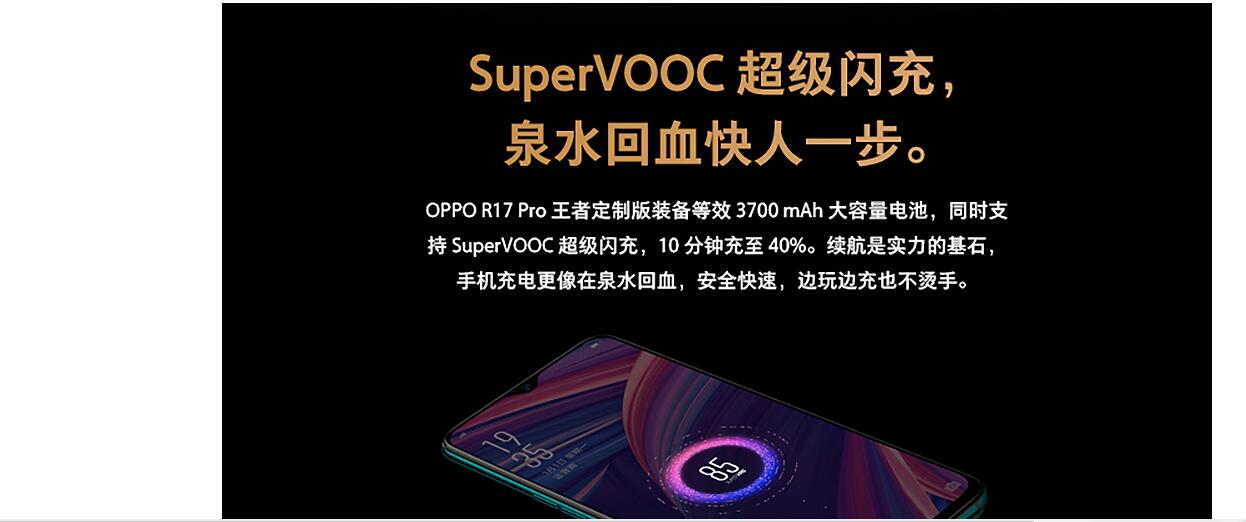 SuperVOOC 超级闪充，
泉水回血快人一步。
OPPO R17 Pro 王者定制版装备等效 3700 mAh 大容量电池，同时支
持 SuperVOOC 超级闪充，10 分钟充至 40%。续航是实力的基石，
手机充电更像在泉水回血，安全快速，边玩边充也不烫手。
19
35
85